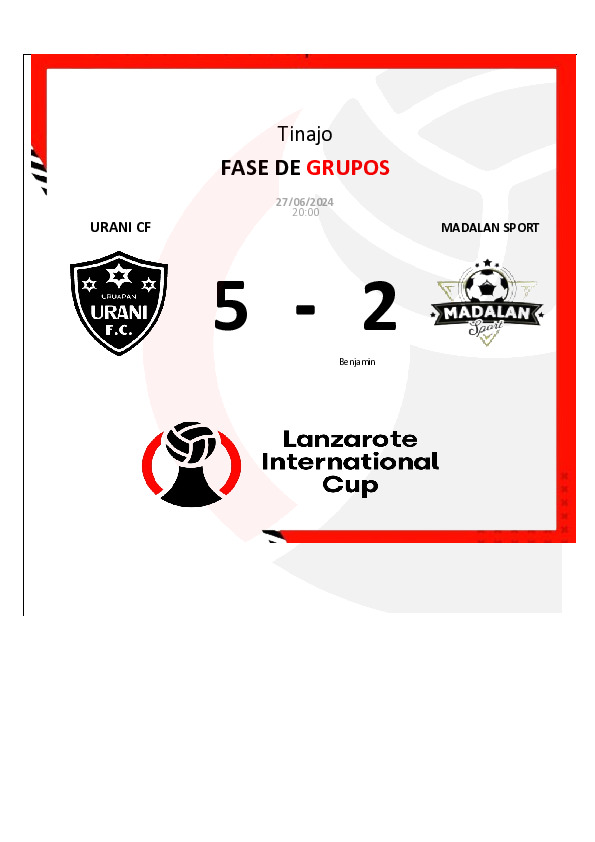 Tinajo
FASE DE GRUPOS
27/06/2024
20:00
URANI CF
MADALAN SPORT
URUAPAN
URANI
F.C.
5 - 2
MADALAN
Sport
Benjamin
Lanzarote
International
Cup